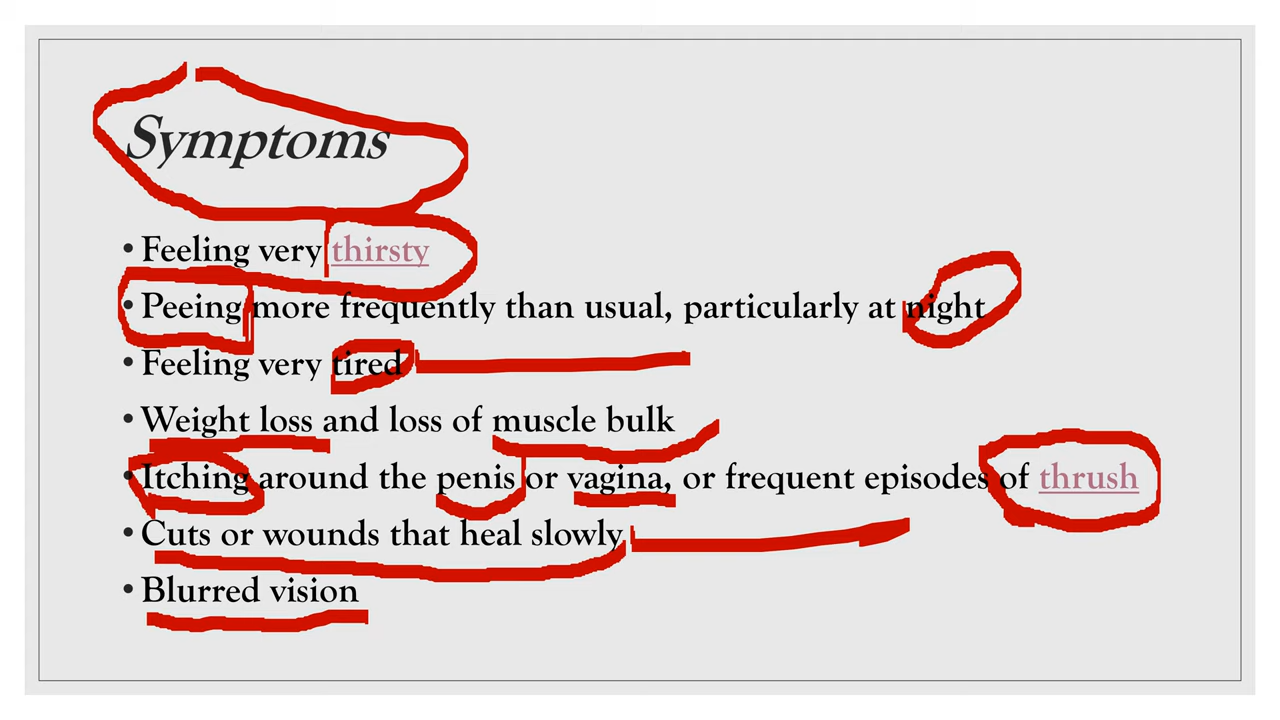 Symptoms
• Feeling very thirsty
• Peeing more frequently than usual, particularly at night
• Feeling very tired
• Weight loss and loss of muscle bulk
• Itching around the penis or vagina, or frequent episodes of thrush
• Cuts or wounds that heal slowly
• Blurred vision